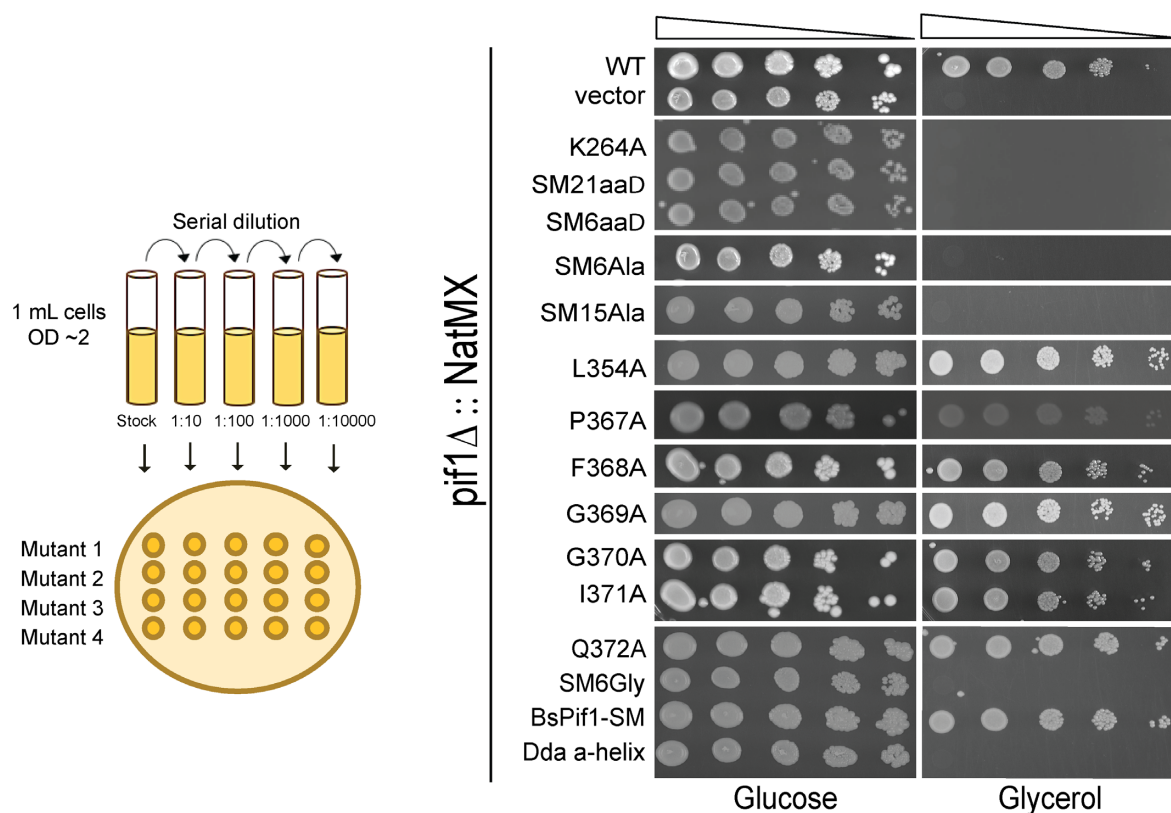 Serial dilution
1 mL cells
OD ~2
Stock 1:10 1:100 1:1000 1:10000
Mutant 1
Mutant 2
Mutant 3
Mutant 4
pif1Δ :: NatMX
WT
vector
K264A
SM21aaD
SM6aaD
SM6Ala
SM15Ala
L354A
P367A
F368A
G369A
G370A
I371A
Q372A
SM6Gly
BsPif1-SM
Dda a-helix
Glucose Glycerol